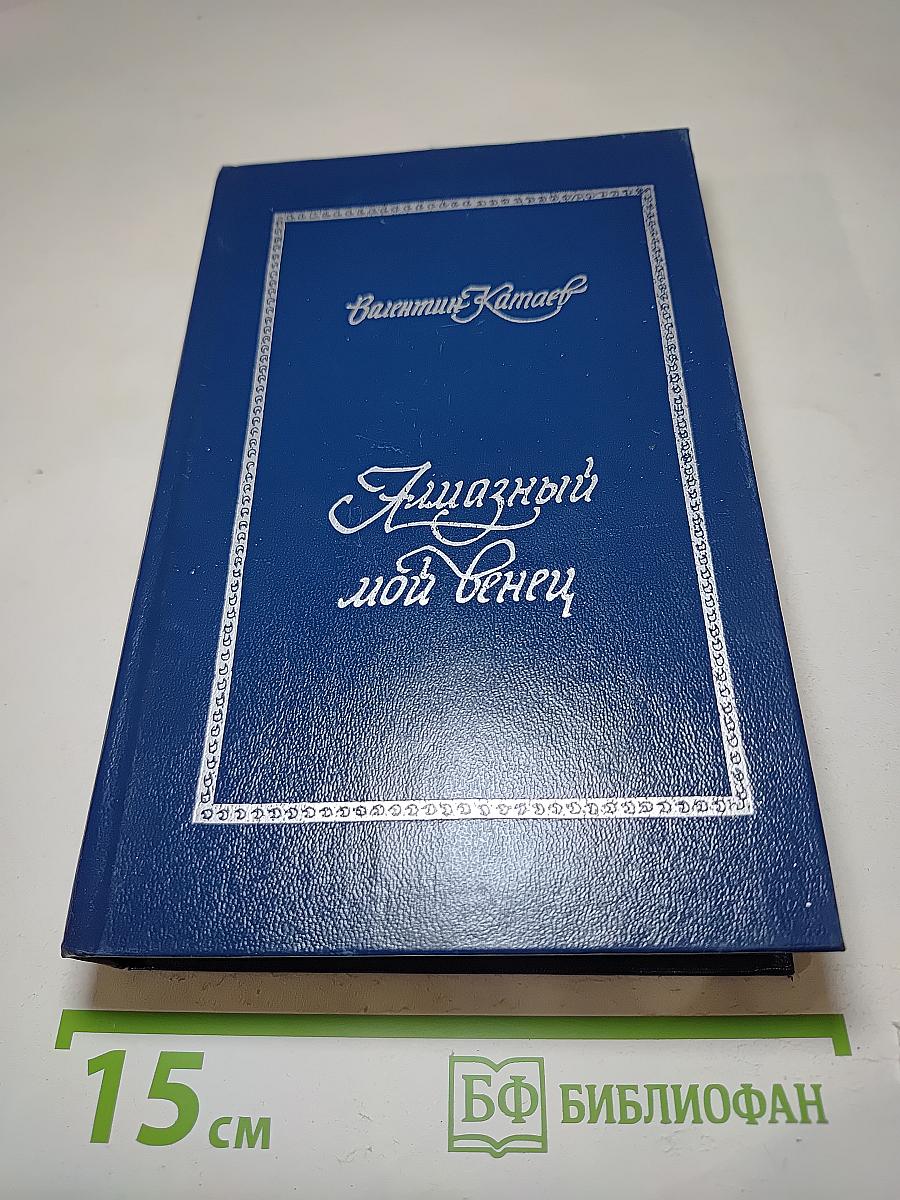 Валентин Катаев
Алмазный
мой венец
15 см
БФ БИБЛИОФАН